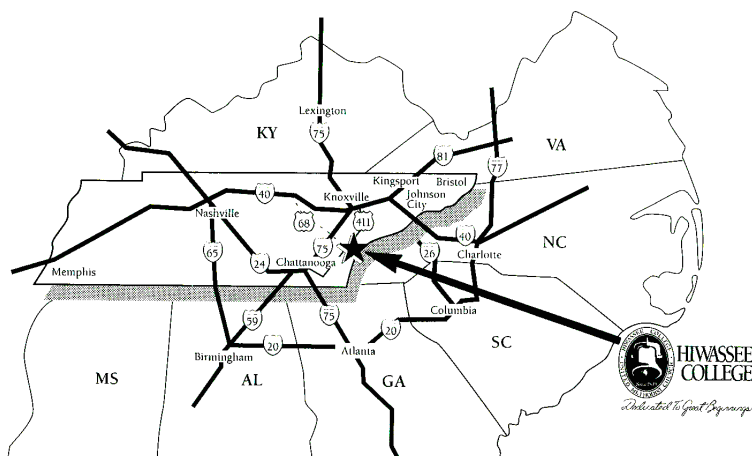 Lexington
KY
75
81
77
VA
Kingsport
Bristol
Knoxville
Johnson
City
40
Nashville
68
411
40
NC
65
24
75
26
Charlotte
Chattanooga
Memphis
59
75
Columbia
20
20
Birmingham
Atlanta
SC
MS
AL
GA
HIWASSEE
COLLEGE
Dedicated To Great Beginnings
HIWASSEE COLLEGE